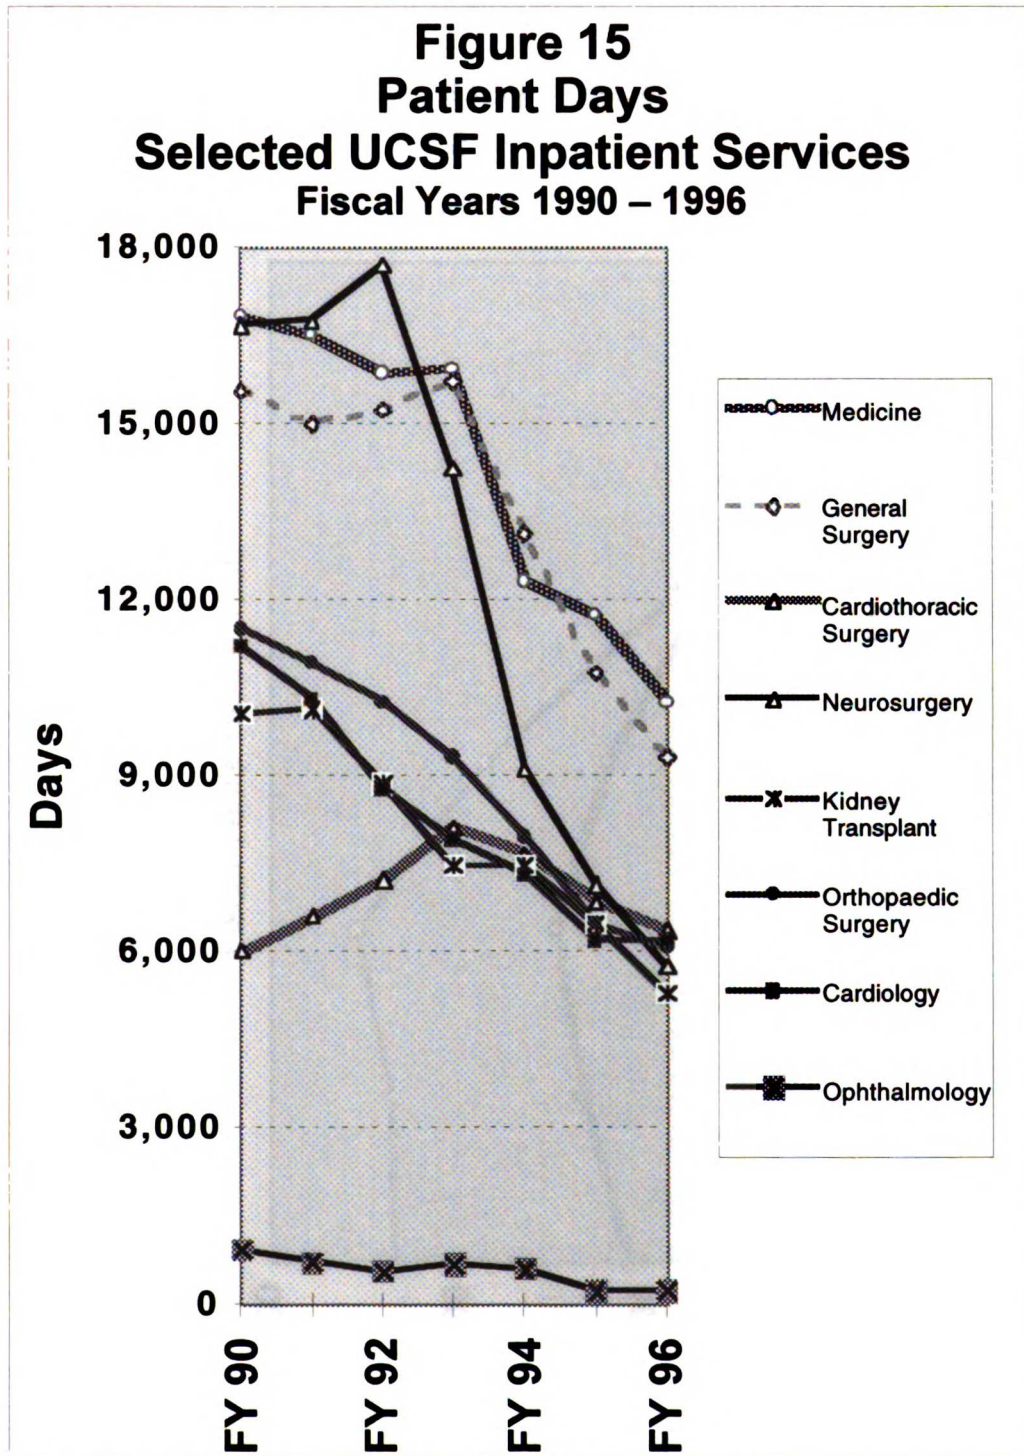 Figure 15
Patient Days
Selected UCSF Inpatient Services
Fiscal Years 1990 – 1996
18,000
15,000
12,000
9,000
6,000
3,000
0
Days
FY 90
FY 92
FY 94
FY 96
Medicine
General
Surgery
Cardiothoracic
Surgery
Neurosurgery
Kidney
Transplant
Orthopaedic
Surgery
Cardiology
Ophthalmology